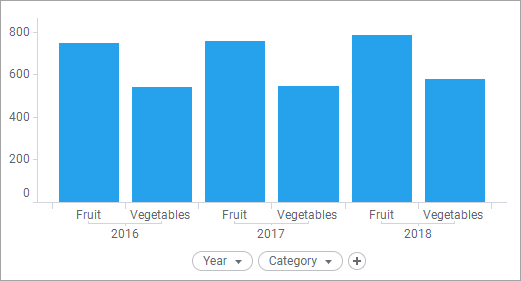 800
600
400
200
0
Fruit Vegetables Fruit Vegetables Fruit Vegetables
2016 2017 2018
Year Category +